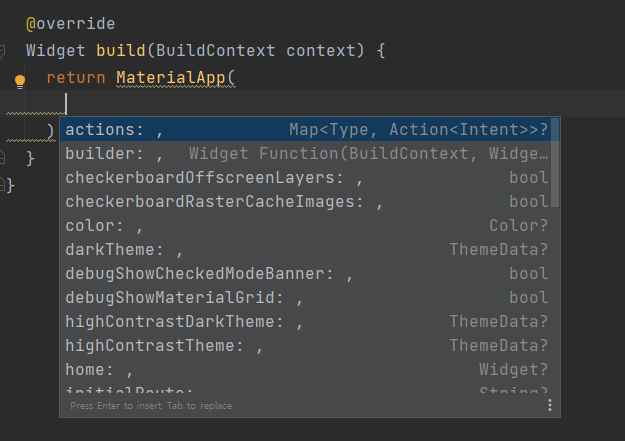 @override
Widget build(BuildContext context) {
return MaterialApp(
)
actions: , Map<Type, Action<Intent>>?
builder: , Widget Function(BuildContext, Widge…
checkerboardOffscreenLayers: , bool
checkerboardRasterCacheImages: , bool
color: , Color?
darkTheme: , ThemeData?
debugShowCheckedModeBanner: , bool
debugShowMaterialGrid: , bool
highContrastDarkTheme: , ThemeData?
highContrastTheme: , ThemeData?
home: , Widget?
initialRoute: String?
Press Enter to insert, Tab to replace
}
}